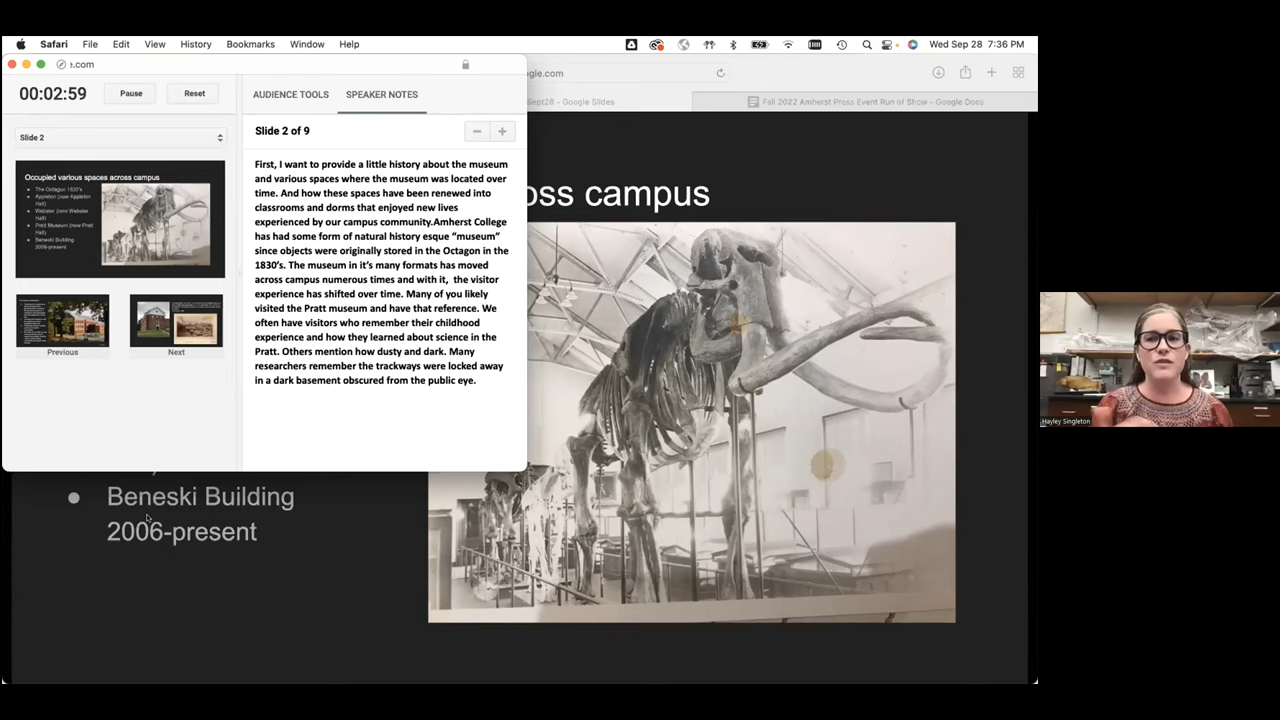 Safari File Edit View History Bookmarks Window Help Wed Sep 28 7:36 PM
gle.com
Sept28 - Google Slides Fall 2022 Amherst Pross Event Run of Show - Google Docs
00:02:59 Pause Reset
Slide 2
Occupied various spaces across campus
The Octagon 1830's
Appleton (now Appleton
Hall)
Webster (now Webster
Hall)
Pratt Museum (now Pratt
Hall)
Beneski Building
2006-present
Previous Next
AUDIENCE TOOLS SPEAKER NOTES
Slide 2 of 9
First, I want to provide a little history about the museum
and various spaces where the museum was located over
time. And how these spaces have been renewed into
classrooms and dorms that enjoyed new lives
experienced by our campus community.Amherst College
has had some form of natural history esque “museum”
since objects were originally stored in the Octagon in the
1830’s. The museum in it’s many formats has moved
across campus numerous times and with it, the visitor
experience has shifted over time. Many of you likely
visited the Pratt museum and have that reference. We
often have visitors who remember their childhood
experience and how they learned about science in the
Pratt. Others mention how dusty and dark. Many
researchers remember the trackways were locked away
in a dark basement obscured from the public eye.
oss campus
● Beneski Building
2006-present
Hayley Singleton